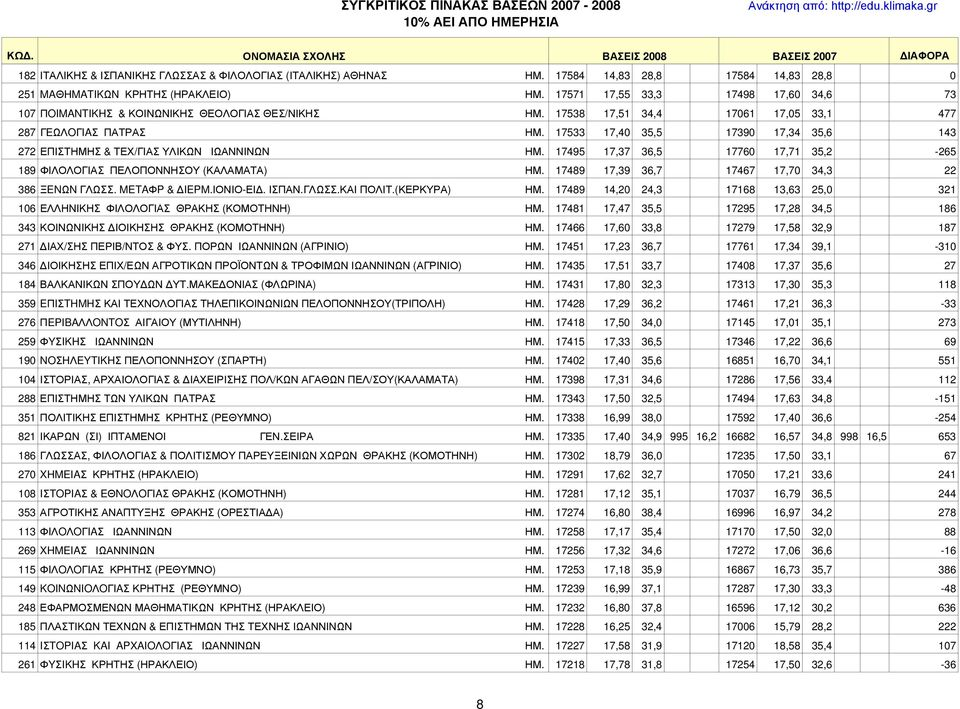 ΣΥΓΚΡΙΤΙΚΟΣ ΠΙΝΑΚΑΣ ΒΑΣΕΩΝ 2007 - 2008
10% ΑΕΙ ΑΠΟ ΗΜΕΡΗΣΙΑ
Ανάκτηση από: http://edu.klimaka.gr
ΚΩΔ. ΟΝΟΜΑΣΙΑ ΣΧΟΛΗΣ ΒΑΣΕΙΣ 2008 ΒΑΣΕΙΣ 2007 ΔΙΑΦΟΡΑ
182 ΙΤΑΛΙΚΗΣ & ΙΣΠΑΝΙΚΗΣ ΓΛΩΣΣΑΣ & ΦΙΛΟΛΟΓΙΑΣ (ΙΤΑΛΙΚΗΣ) ΑΘΗΝΑΣ ΗΜ. 17584 14,83 28,8 17584 14,83 28,8 0
251 ΜΑΘΗΜΑΤΙΚΩΝ ΚΡΗΤΗΣ (ΗΡΑΚΛΕΙΟ) ΗΜ. 17571 17,55 33,3 17498 17,60 34,6 73
107 ΠΟΙΜΑΝΤΙΚΗΣ & ΚΟΙΝΩΝΙΚΗΣ ΘΕΟΛΟΓΙΑΣ ΘΕΣ/ΝΙΚΗΣ ΗΜ. 17538 17,51 34,4 17061 17,05 33,1 477
287 ΓΕΩΛΟΓΙΑΣ ΠΑΤΡΑΣ ΗΜ. 17533 17,40 35,5 17390 17,34 35,6 143
272 ΕΠΙΣΤΗΜΗΣ & ΤΕΧ/ΓΙΑΣ ΥΛΙΚΩΝ ΙΩΑΝΝΙΝΩΝ ΗΜ. 17495 17,37 36,5 17760 17,71 35,2 -265
189 ΦΙΛΟΛΟΓΙΑΣ ΠΕΛΟΠΟΝΝΗΣΟΥ (ΚΑΛΑΜΑΤΑ) ΗΜ. 17489 17,39 36,7 17467 17,70 34,3 22
386 ΞΕΝΩΝ ΓΛΩΣΣ. ΜΕΤΑΦΡ & ΔΙΕΡΜ.ΙΟΝΙΟ-ΕΙΔ. ΙΣΠΑΝ.ΓΛΩΣΣ.ΚΑΙ ΠΟΛΙΤ.(ΚΕΡΚΥΡΑ) ΗΜ. 17489 14,20 24,3 17168 13,63 25,0 321
106 ΕΛΛΗΝΙΚΗΣ ΦΙΛΟΛΟΓΙΑΣ ΘΡΑΚΗΣ (ΚΟΜΟΤΗΝΗ) ΗΜ. 17481 17,47 35,5 17295 17,28 34,5 186
343 ΚΟΙΝΩΝΙΚΗΣ ΔΙΟΙΚΗΣΗΣ ΘΡΑΚΗΣ (ΚΟΜΟΤΗΝΗ) ΗΜ. 17466 17,60 33,8 17279 17,58 32,9 187
271 ΔΙΑΧ/ΣΗΣ ΠΕΡΙΒ/ΝΤΟΣ & ΦΥΣ. ΠΟΡΩΝ ΙΩΑΝΝΙΝΩΝ (ΑΓΡΙΝΙΟ) ΗΜ. 17451 17,23 36,7 17761 17,34 39,1 -310
346 ΔΙΟΙΚΗΣΗΣ ΕΠΙΧ/ΕΩΝ ΑΓΡΟΤΙΚΩΝ ΠΡΟΪΟΝΤΩΝ & ΤΡΟΦΙΜΩΝ ΙΩΑΝΝΙΝΩΝ (ΑΓΡΙΝΙΟ) ΗΜ. 17435 17,51 33,7 17408 17,37 35,6 27
184 ΒΑΛΚΑΝΙΚΩΝ ΣΠΟΥΔΩΝ ΔΥΤ.ΜΑΚΕΔΟΝΙΑΣ (ΦΛΩΡΙΝΑ) ΗΜ. 17431 17,80 32,3 17313 17,30 35,3 118
359 ΕΠΙΣΤΗΜΗΣ ΚΑΙ ΤΕΧΝΟΛΟΓΙΑΣ ΤΗΛΕΠΙΚΟΙΝΩΝΙΩΝ ΠΕΛΟΠΟΝΝΗΣΟΥ(ΤΡΙΠΟΛΗ) ΗΜ. 17428 17,29 36,2 17461 17,21 36,3 -33
276 ΠΕΡΙΒΑΛΛΟΝΤΟΣ ΑΙΓΑΙΟΥ (ΜΥΤΙΛΗΝΗ) ΗΜ. 17418 17,50 34,0 17145 17,01 35,1 273
259 ΦΥΣΙΚΗΣ ΙΩΑΝΝΙΝΩΝ ΗΜ. 17415 17,33 36,5 17346 17,22 36,6 69
190 ΝΟΣΗΛΕΥΤΙΚΗΣ ΠΕΛΟΠΟΝΝΗΣΟΥ (ΣΠΑΡΤΗ) ΗΜ. 17402 17,40 35,6 16851 16,70 34,1 551
104 ΙΣΤΟΡΙΑΣ, ΑΡΧΑΙΟΛΟΓΙΑΣ & ΔΙΑΧΕΙΡΙΣΗΣ ΠΟΛ/ΚΩΝ ΑΓΑΘΩΝ ΠΕΛ/ΣΟΥ(ΚΑΛΑΜΑΤΑ) ΗΜ. 17398 17,31 34,6 17286 17,56 33,4 112
288 ΕΠΙΣΤΗΜΗΣ ΤΩΝ ΥΛΙΚΩΝ ΠΑΤΡΑΣ ΗΜ. 17343 17,50 32,5 17494 17,63 34,8 -151
351 ΠΟΛΙΤΙΚΗΣ ΕΠΙΣΤΗΜΗΣ ΚΡΗΤΗΣ (ΡΕΘΥΜΝΟ) ΗΜ. 17338 16,99 38,0 17592 17,40 36,6 -254
821 ΙΚΑΡΩΝ (ΣΙ) ΙΠΤΑΜΕΝΟΙ ΓΕΝ.ΣΕΙΡΑ ΗΜ. 17335 17,40 34,9 995 16,2 16682 16,57 34,8 998 16,5 653
186 ΓΛΩΣΣΑΣ, ΦΙΛΟΛΟΓΙΑΣ & ΠΟΛΙΤΙΣΜΟΥ ΠΑΡΕΥΞΕΙΝΙΩΝ ΧΩΡΩΝ ΘΡΑΚΗΣ (ΚΟΜΟΤΗΝΗ) ΗΜ. 17302 18,79 36,0 17235 17,50 33,1 67
270 ΧΗΜΕΙΑΣ ΚΡΗΤΗΣ (ΗΡΑΚΛΕΙΟ) ΗΜ. 17291 17,62 32,7 17050 17,21 33,6 241
108 ΙΣΤΟΡΙΑΣ & ΕΘΝΟΛΟΓΙΑΣ ΘΡΑΚΗΣ (ΚΟΜΟΤΗΝΗ) ΗΜ. 17281 17,12 35,1 17037 16,79 36,5 244
353 ΑΓΡΟΤΙΚΗΣ ΑΝΑΠΤΥΞΗΣ ΘΡΑΚΗΣ (ΟΡΕΣΤΙΑΔΑ) ΗΜ. 17274 16,80 38,4 16996 16,97 34,2 278
113 ΦΙΛΟΛΟΓΙΑΣ ΙΩΑΝΝΙΝΩΝ ΗΜ. 17258 17,17 35,4 17170 17,50 32,0 88
269 ΧΗΜΕΙΑΣ ΙΩΑΝΝΙΝΩΝ ΗΜ. 17256 17,32 34,6 17272 17,06 36,6 -16
115 ΦΙΛΟΛΟΓΙΑΣ ΚΡΗΤΗΣ (ΡΕΘΥΜΝΟ) ΗΜ. 17253 17,18 35,9 16867 16,73 35,7 386
149 ΚΟΙΝΩΝΙΟΛΟΓΙΑΣ ΚΡΗΤΗΣ (ΡΕΘΥΜΝΟ) ΗΜ. 17239 16,99 37,1 17287 17,30 33,3 -48
248 ΕΦΑΡΜΟΣΜΕΝΩΝ ΜΑΘΗΜΑΤΙΚΩΝ ΚΡΗΤΗΣ (ΗΡΑΚΛΕΙΟ) ΗΜ. 17232 16,80 37,8 16596 17,12 30,2 636
185 ΠΛΑΣΤΙΚΩΝ ΤΕΧΝΩΝ & ΕΠΙΣΤΗΜΩΝ ΤΗΣ ΤΕΧΝΗΣ ΙΩΑΝΝΙΝΩΝ ΗΜ. 17228 16,25 32,4 17006 15,79 28,2 222
114 ΙΣΤΟΡΙΑΣ ΚΑΙ ΑΡΧΑΙΟΛΟΓΙΑΣ ΙΩΑΝΝΙΝΩΝ ΗΜ. 17227 17,58 31,9 17120 18,58 35,4 107
261 ΦΥΣΙΚΗΣ ΚΡΗΤΗΣ (ΗΡΑΚΛΕΙΟ) ΗΜ. 17218 17,78 31,8 17254 17,50 32,6 -36
8